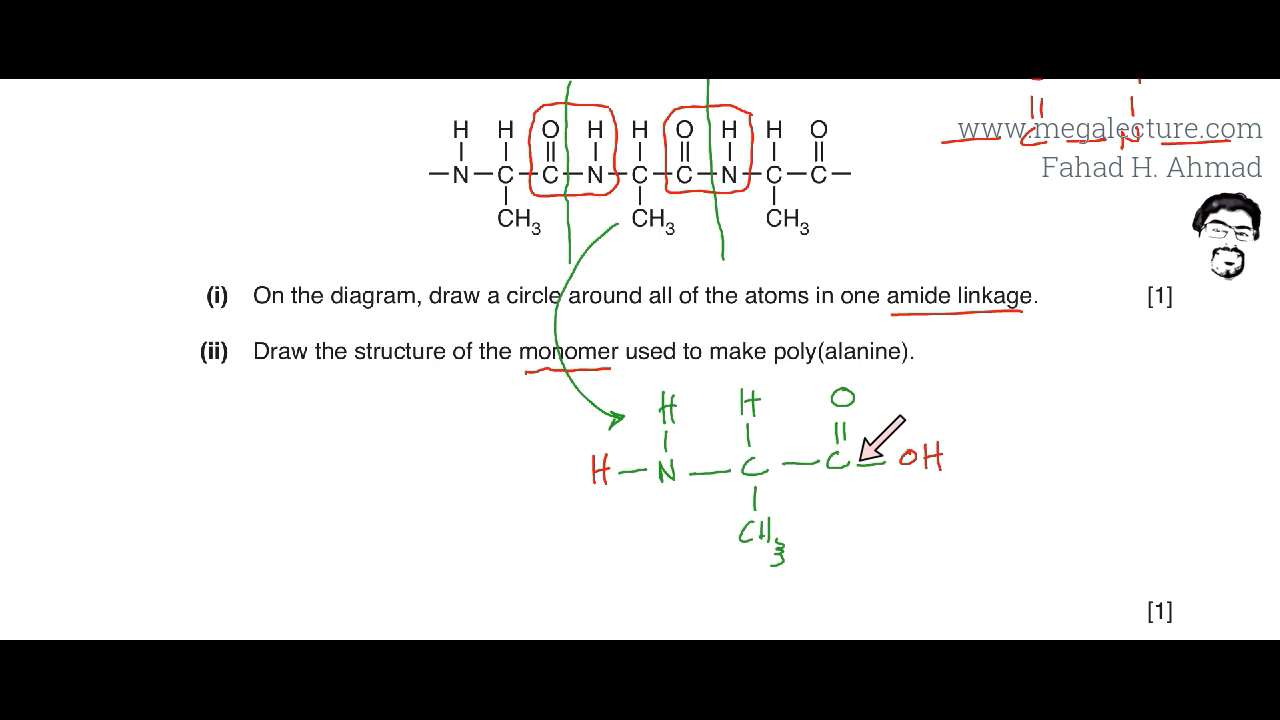 www.megalecture.com
Fahad H. Ahmad
C N
H H O H H O H H O
N C C N C C N C C
CH3 CH3 CH3
(i) On the diagram, draw a circle around all of the atoms in one amide linkage. [1]
(ii) Draw the structure of the monomer used to make poly(alanine).
H H O
H N C C OH
CH3
[1]